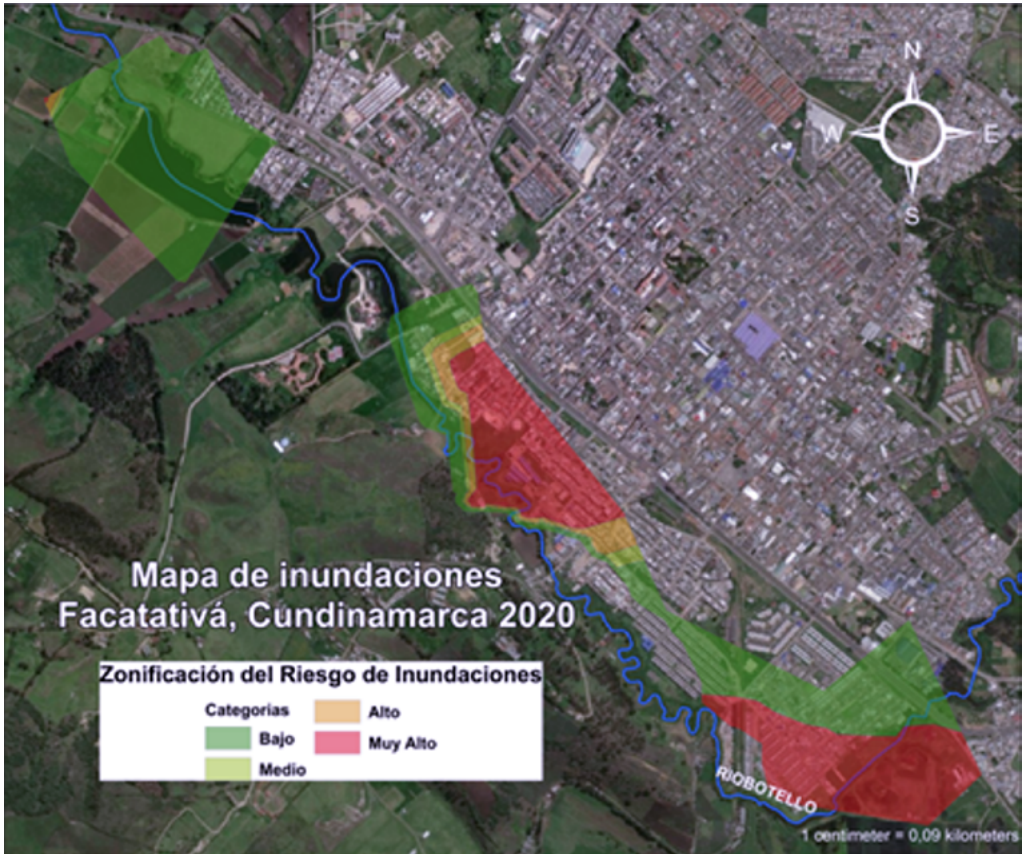 N
W
E
S
Mapa de inundaciones
Facatativá, Cundinamarca 2020
Zonificación del Riesgo de Inundaciones
Categorias
Bajo
Medio
Alto
Muy Alto
RIOBOTELLO
1 centimeter = 0,09 kilometers